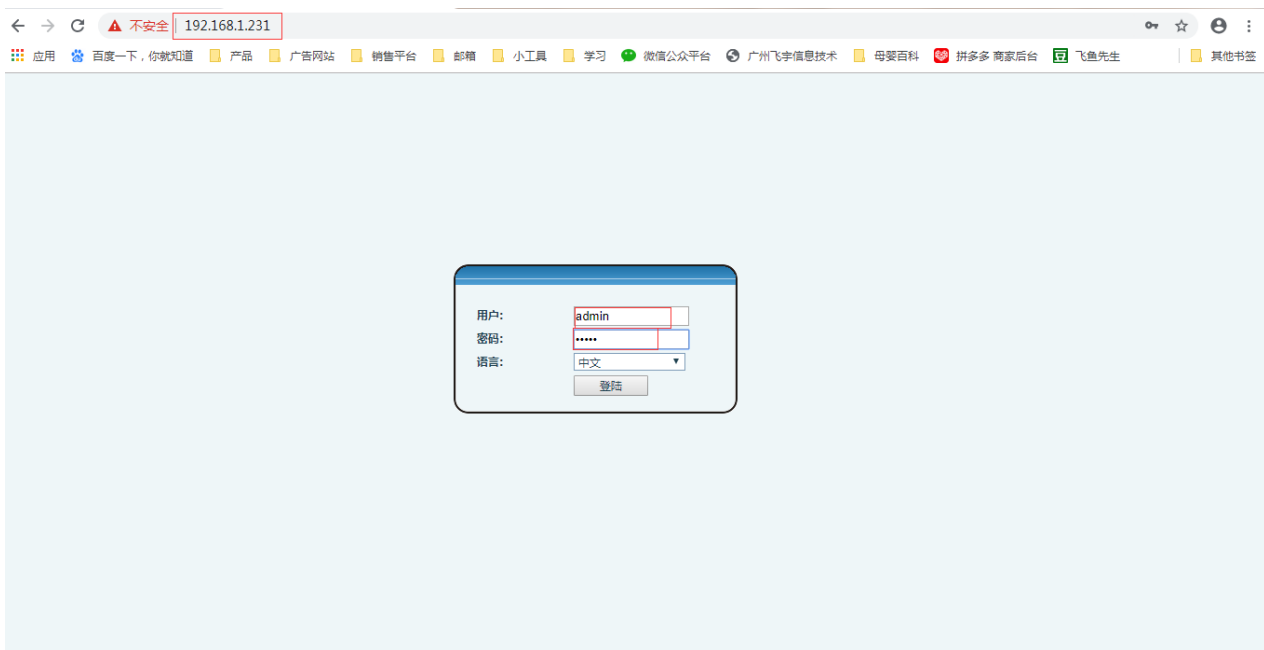 不安全 192.168.1.231
应用 百度一下，你就知道 产品 广告网站 销售平台 邮箱 小工具 学习 微信公众平台 广州飞宇信息技术 母婴百科 拼多多 商家后台 豆 飞鱼先生 其他书签
用户: admin
密码: •••••
语言: 中文
登陆